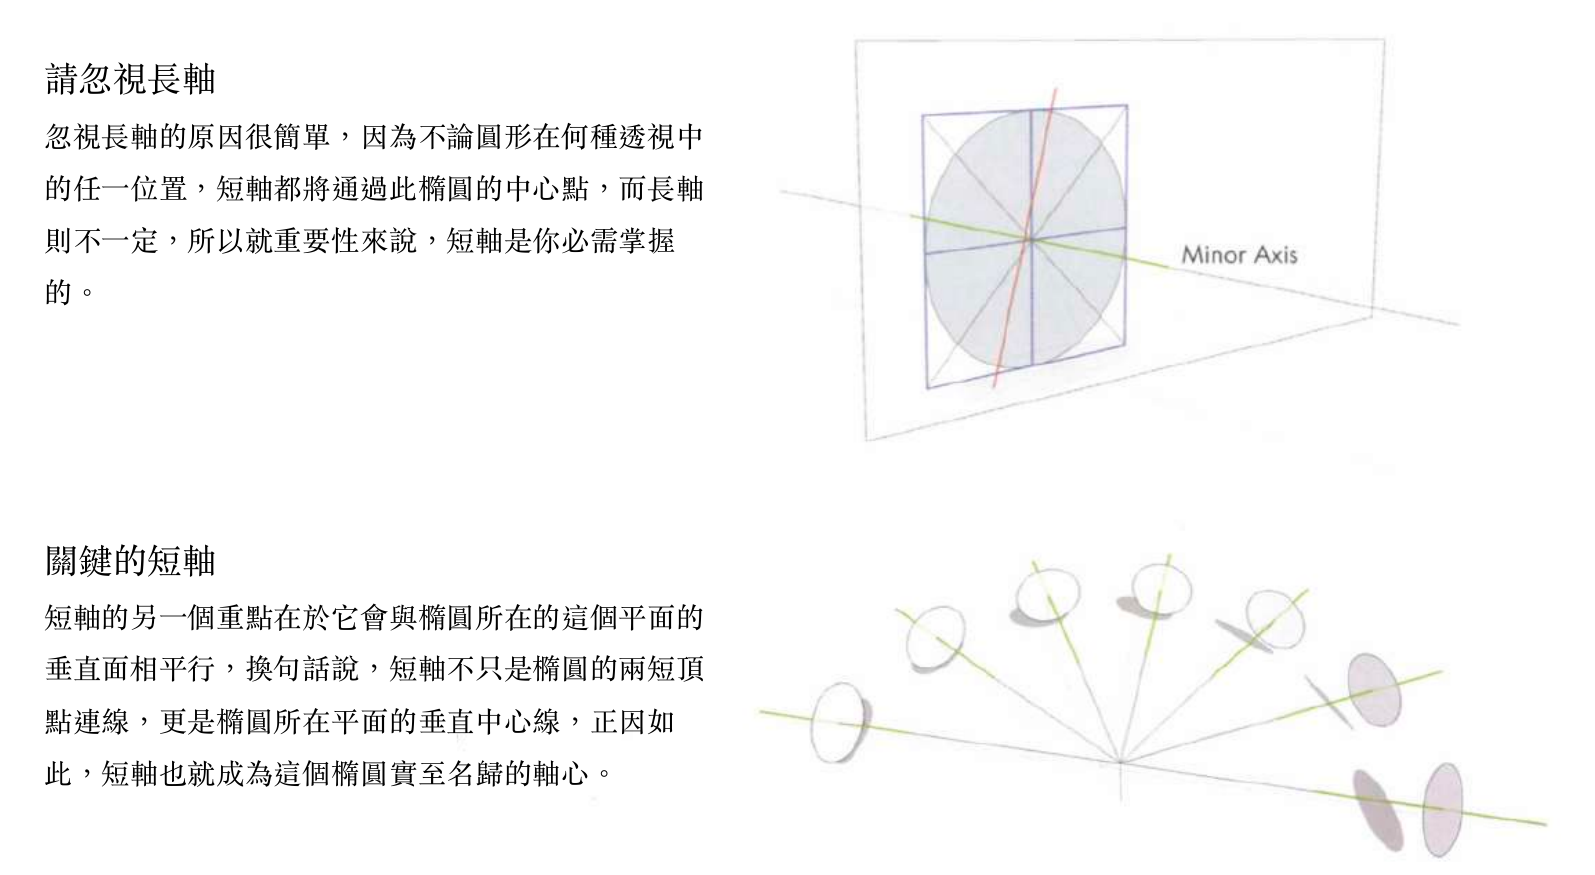 請忽視長軸
忽視長軸的原因很簡單，因為不論圓形在何種透視中
的任一位置，短軸都將通過此橢圓的中心點，而長軸
則不一定，所以就重要性來說，短軸是你必需掌握
的。
Minor Axis
關鍵的短軸
短軸的另一個重點在於它會與橢圓所在的這個平面的
垂直面相平行，換句話說，短軸不只是橢圓的兩短頂
點連線，更是橢圓所在平面的垂直中心線，正因如
此，短軸也就成為這個橢圓實至名歸的軸心。